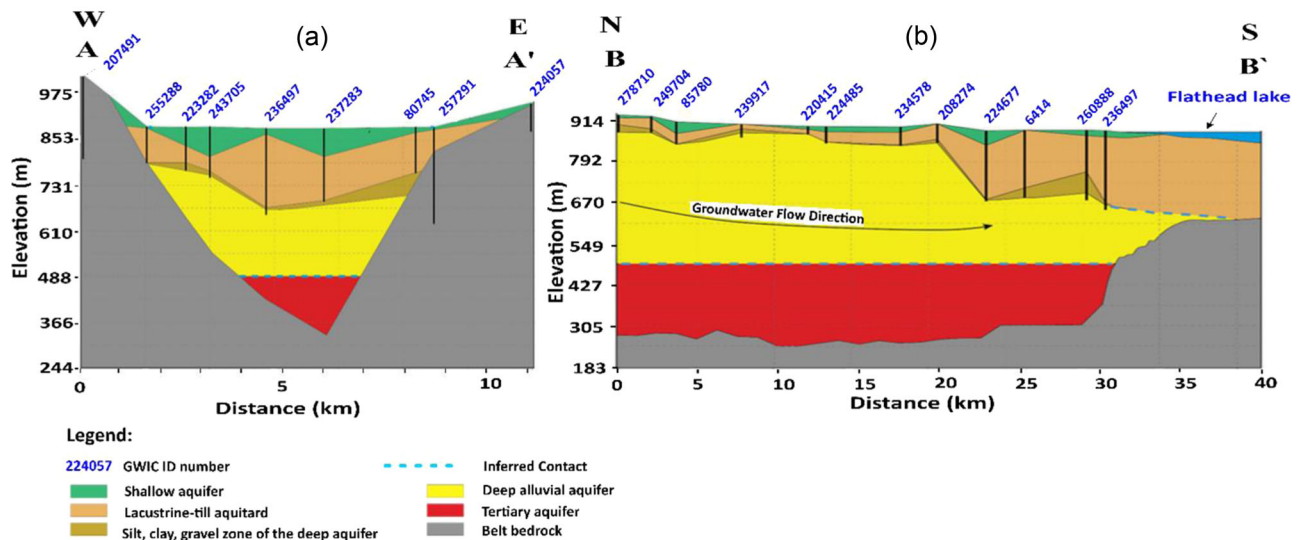 W
A
(a)
E
A'
207491
255288
223282
243705
236497
237283
80745
257291
224057
975
853
731
610
488
366
244
Elevation (m)
0
5
10
Distance (km)
N
B
(b)
S
B`
278710
249704
85780
239917
220415
224485
234578
208274
224677
6414
260888
236497
Flathead lake
914
792
670
549
427
305
183
Elevation (m)
Groundwater Flow Direction
0
5
10
15
20
25
30
35
40
Distance (km)
Legend:
224057 GWIC ID number
Inferred Contact
Shallow aquifer
Deep alluvial aquifer
Lacustrine-till aquitard
Tertiary aquifer
Silt, clay, gravel zone of the deep aquifer
Belt bedrock